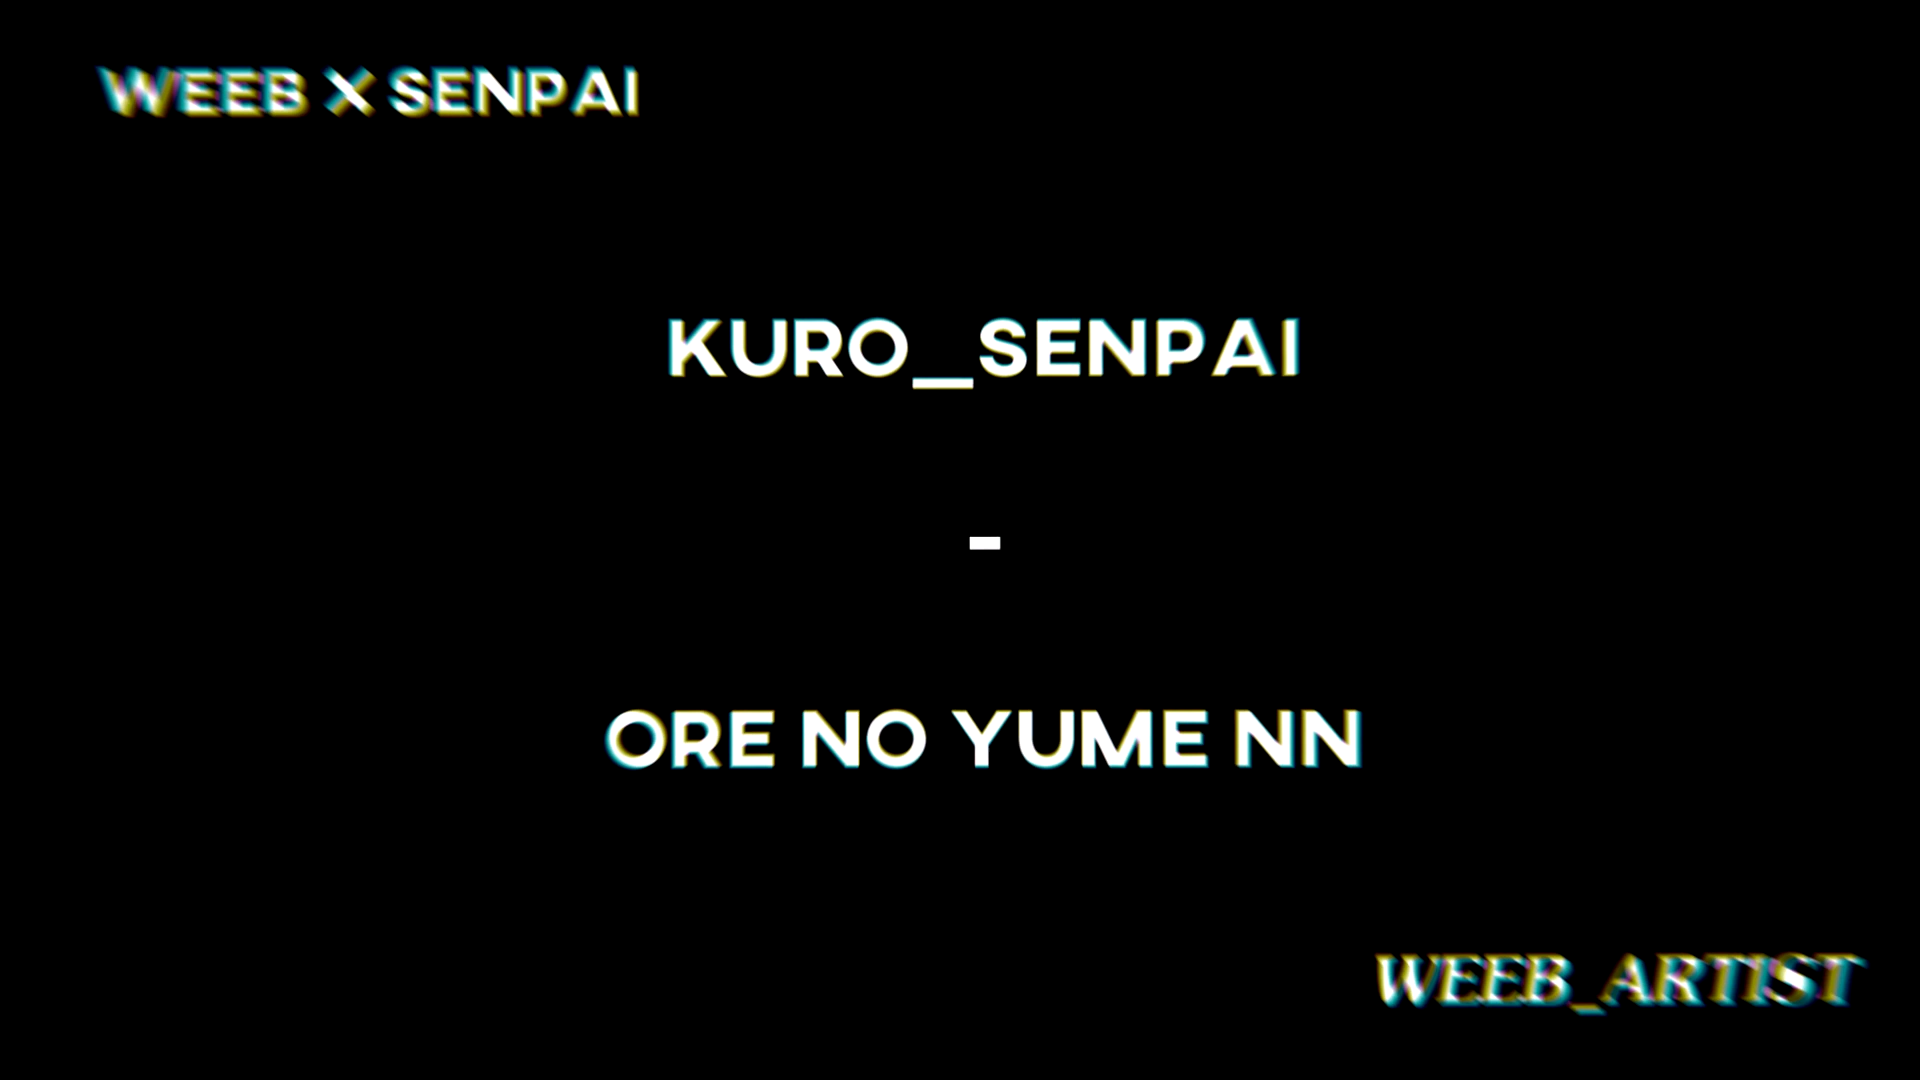 WEEB X SENPAI
KURO_SENPAI
-
ORE NO YUME NN
WEEB_ARTIST